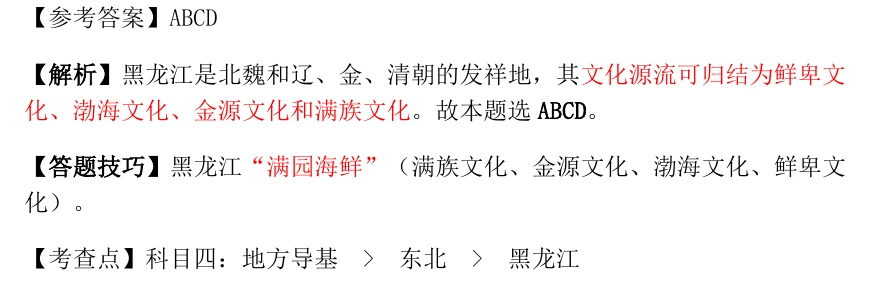 【参考答案】ABCD
【解析】黑龙江是北魏和辽、金、清朝的发祥地，其文化源流可归结为鲜卑文
化、渤海文化、金源文化和满族文化。故本题选 ABCD。
【答题技巧】黑龙江“满园海鲜”（满族文化、金源文化、渤海文化、鲜卑文
化）。
【考查点】科目四：地方导基 > 东北 > 黑龙江